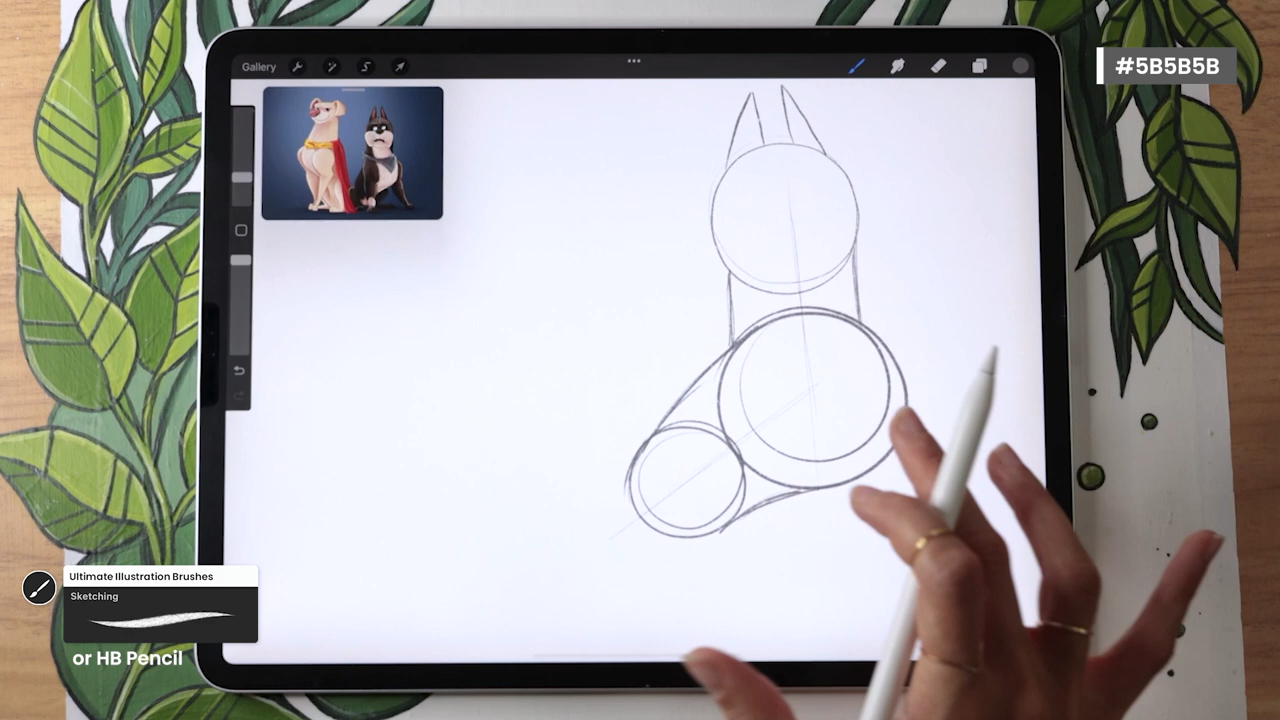 Gallery
#5B5B5B
Ultimate Illustration Brushes
Sketching
or HB Pencil